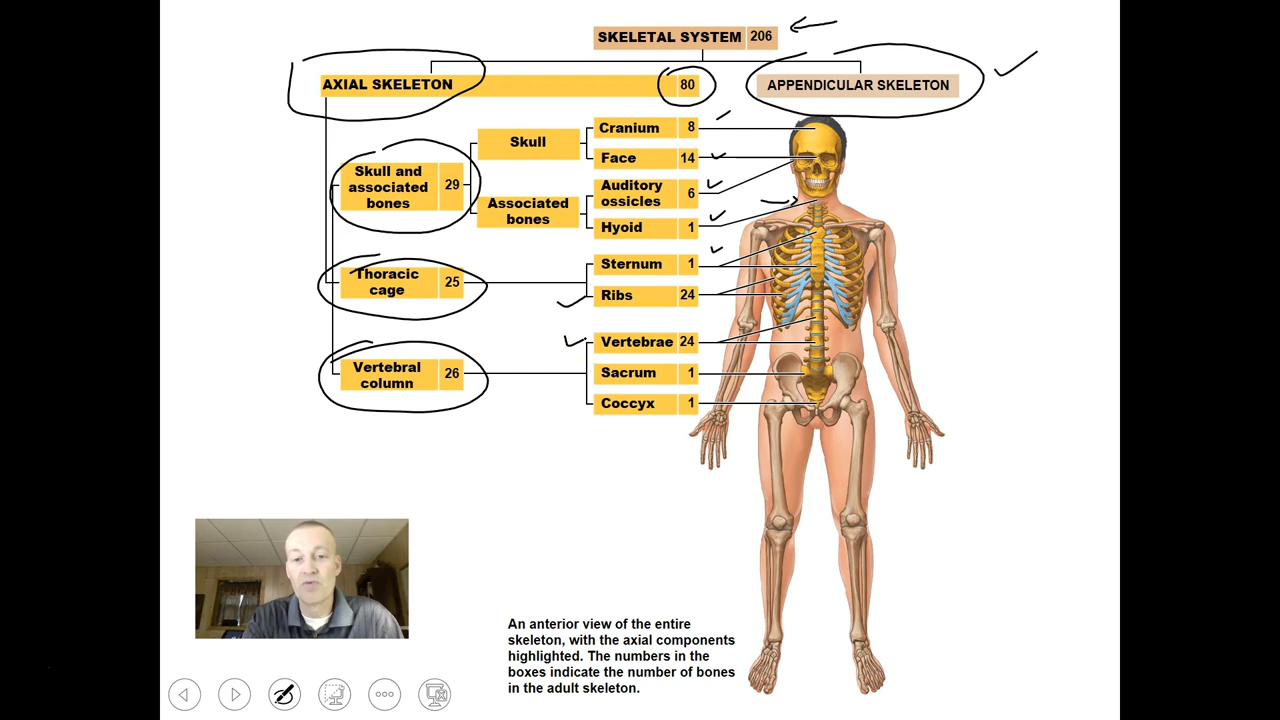 SKELETAL SYSTEM 206
AXIAL SKELETON 80
APPENDICULAR SKELETON
Skull and
associated
bones
29
Skull
Cranium 8
Face 14
Associated
bones
Auditory
ossicles
6
Hyoid 1
Thoracic
cage
25
Sternum 1
Ribs 24
Vertebral
column
26
Vertebrae 24
Sacrum 1
Coccyx 1
An anterior view of the entire
skeleton, with the axial components
highlighted. The numbers in the
boxes indicate the number of bones
in the adult skeleton.